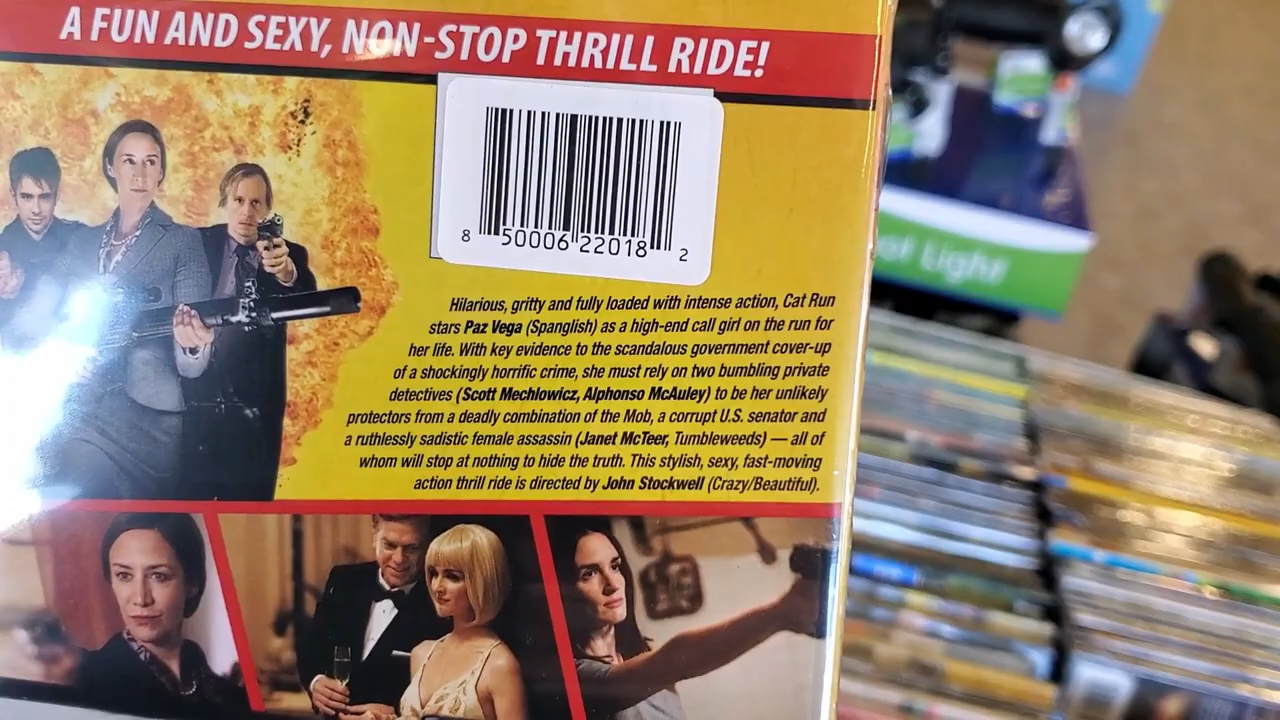 A FUN AND SEXY, NON-STOP THRILL RIDE!
8 50006 22018 2
Hilarious, gritty and fully loaded with intense action, Cat Run
stars Paz Vega (Spanglish) as a high-end call girl on the run for
her life. With key evidence to the scandalous government cover-up
of a shockingly horrific crime, she must rely on two bumbling private
detectives (Scott Mechlowicz, Alphonso McAuley) to be her unlikely
protectors from a deadly combination of the Mob, a corrupt U.S. senator and
a ruthlessly sadistic female assassin (Janet McTeer, Tumbleweeds) — all of
whom will stop at nothing to hide the truth. This stylish, sexy, fast-moving
action thrill ride is directed by John Stockwell (Crazy/Beautiful).
Light